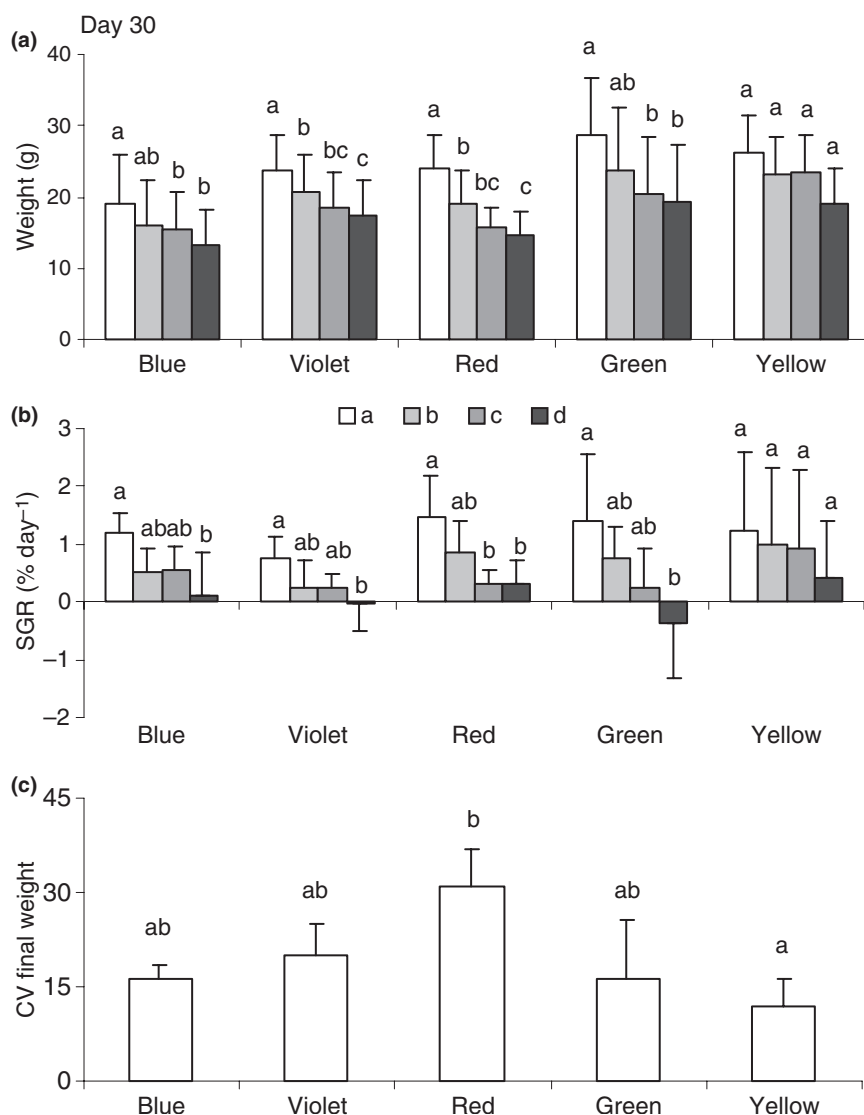 Day 30
(a)
40
30
20
10
0
Weight (g)
a ab b b
a b bc c
a b bc c
a ab b b
a a a a
Blue Violet Red Green Yellow
(b)
a b c d
3
2
1
0
–1
–2
SGR (% day–1)
a ab ab b
a ab ab b
a ab b b
a ab ab b
a a a a
Blue Violet Red Green Yellow
(c)
45
30
15
0
CV final weight
ab ab b ab a
Blue Violet Red Green Yellow